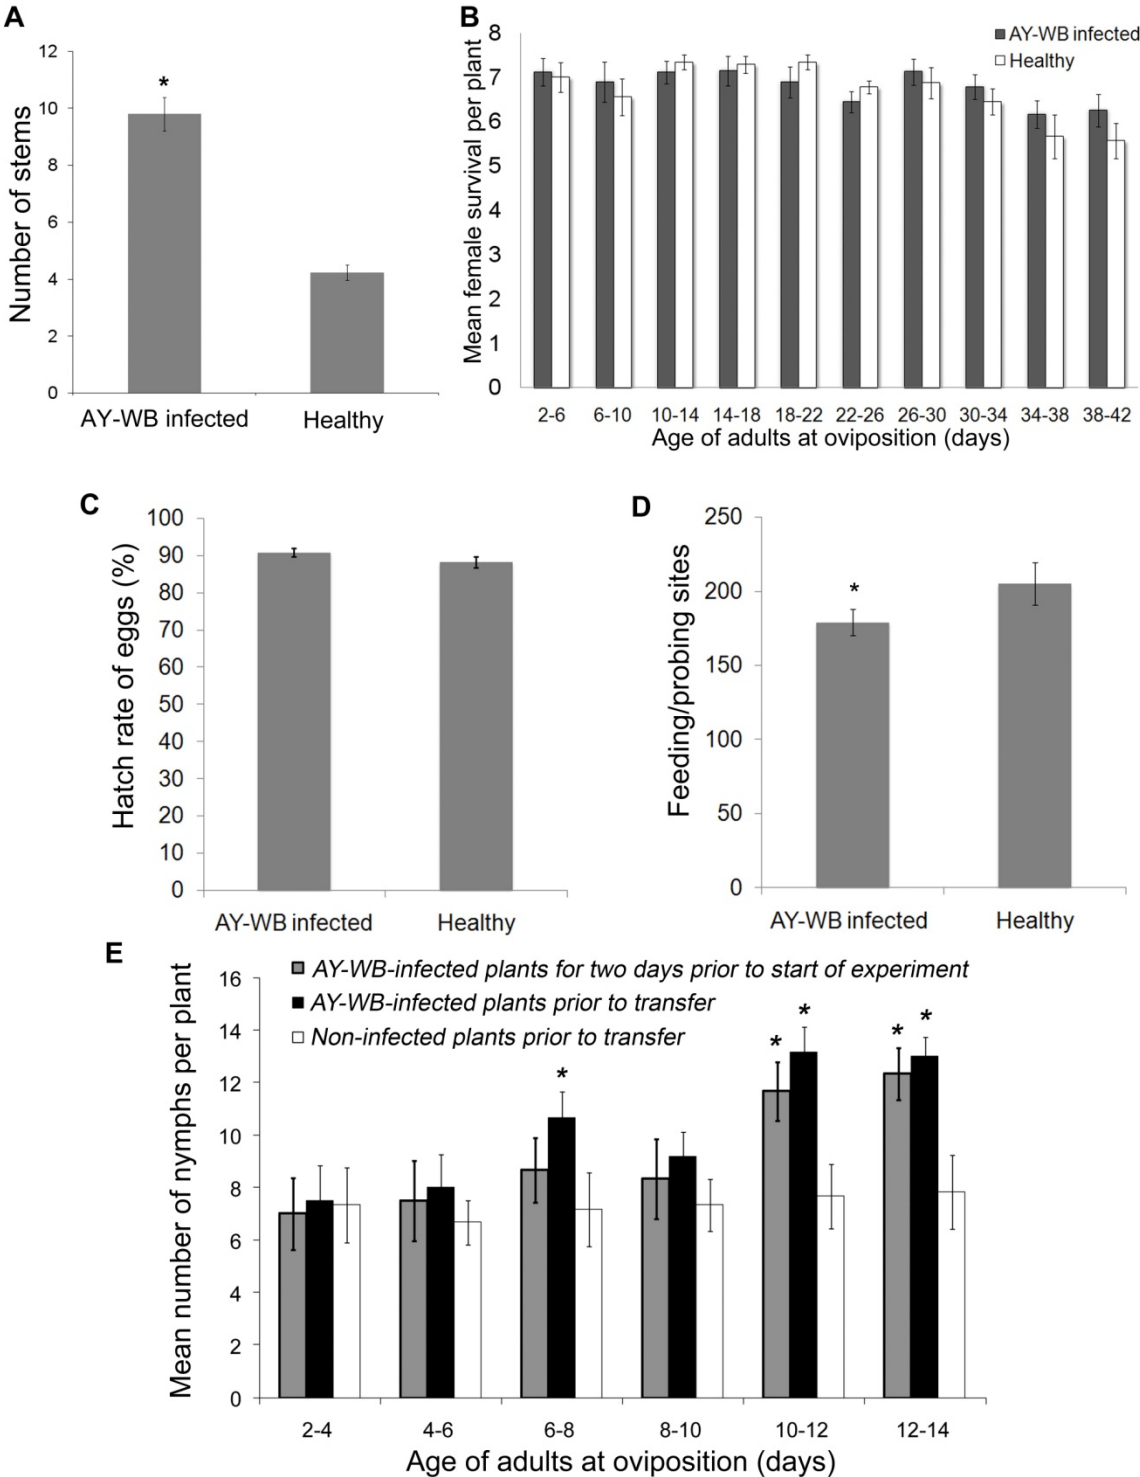 A
Number of stems
12
10
8
6
4
2
0
*
AY-WB infected
Healthy
B
Mean female survival per plant
8
7
6
5
4
3
2
1
0
AY-WB infected
Healthy
2-6 6-10 10-14 14-18 18-22 22-26 26-30 30-34 34-38 38-42
Age of adults at oviposition (days)
C
Hatch rate of eggs (%)
100
90
80
70
60
50
40
30
20
10
0
AY-WB infected
Healthy
D
Feeding/probing sites
250
200
150
100
50
0
*
AY-WB infected
Healthy
E
Mean number of nymphs per plant
16
14
12
10
8
6
4
2
0
AY-WB-infected plants for two days prior to start of experiment
AY-WB-infected plants prior to transfer
Non-infected plants prior to transfer
*
* *
* *
2-4 4-6 6-8 8-10 10-12 12-14
Age of adults at oviposition (days)